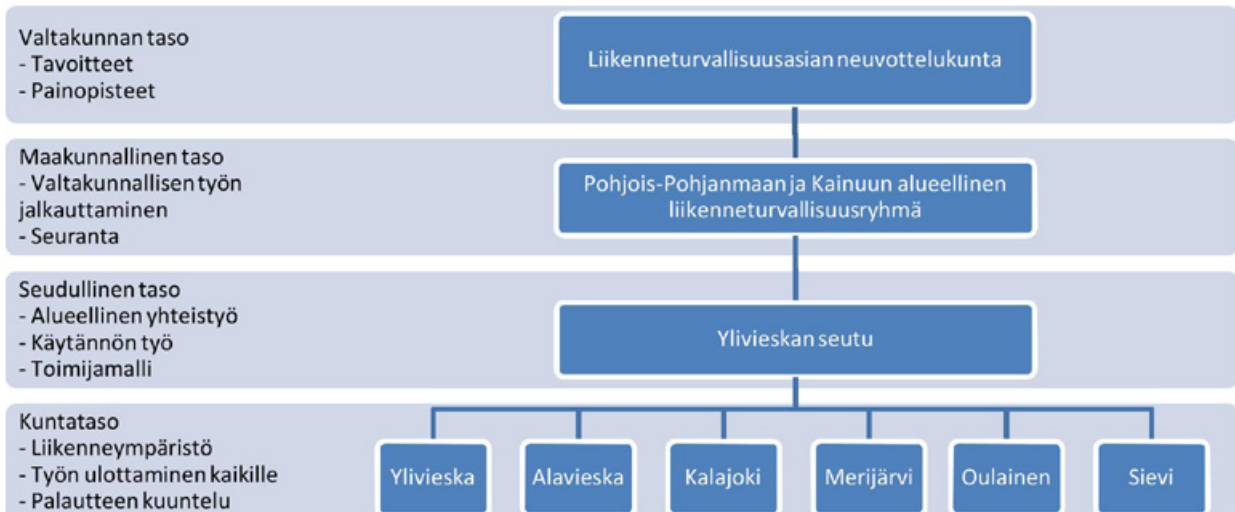 Valtakunnan taso
- Tavoitteet
- Painopisteet
Liikenneturvallisuusasian neuvottelukunta
Maakunnallinen taso
- Valtakunnallisen työn
jalkauttaminen
- Seuranta
Pohjois-Pohjanmaan ja Kainuun alueellinen
liikenneturvallisuusryhmä
Seudullinen taso
- Alueellinen yhteistyö
- Käytännön työ
- Toimijamalli
Ylivieskan seutu
Kuntataso
- Liikenneympäristö
- Työn ulottaminen kaikille
- Palautteen kuuntelu
Ylivieska
Alavieska
Kalajoki
Merijärvi
Oulainen
Sievi